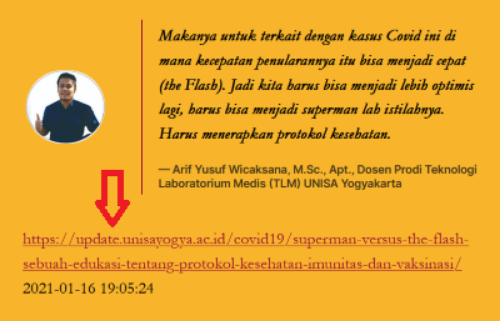 Makanya untuk terkait dengan kasus Covid ini di
mana kecepatan penularannya itu bisa menjadi cepat
(the Flash). Jadi kita harus bisa menjadi lebih optimis
lagi, harus bisa menjadi superman lah istilahnya.
Harus menerapkan protokol kesehatan.
— Arif Yusuf Wicaksana, M.Sc., Apt., Dosen Prodi Teknologi
Laboratorium Medis (TLM) UNISA Yogyakarta
https://update.unisayogya.ac.id/covid19/superman-versus-the-flash-
sebuah-edukasi-tentang-protokol-kesehatan-imunitas-dan-vaksinasi/
2021-01-16 19:05:24